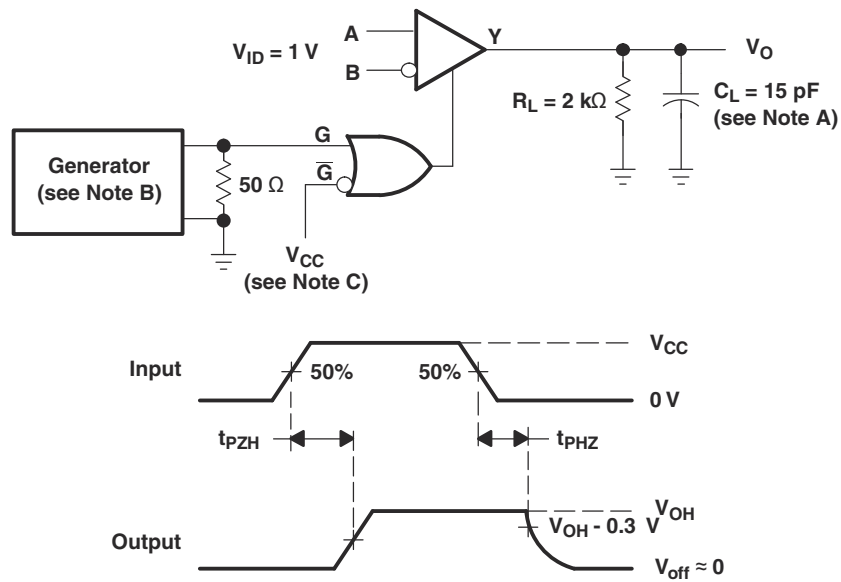 A
Y
V_ID = 1 V
V_O
B
R_L = 2 kΩ
C_L = 15 pF
(see Note A)
G
Generator
(see Note B)
50 Ω
G̅
V_CC
(see Note C)
V_CC
Input
50%
50%
0 V
t_PZH
t_PHZ
V_OH
V_OH - 0.3 V
Output
V_off ≈ 0